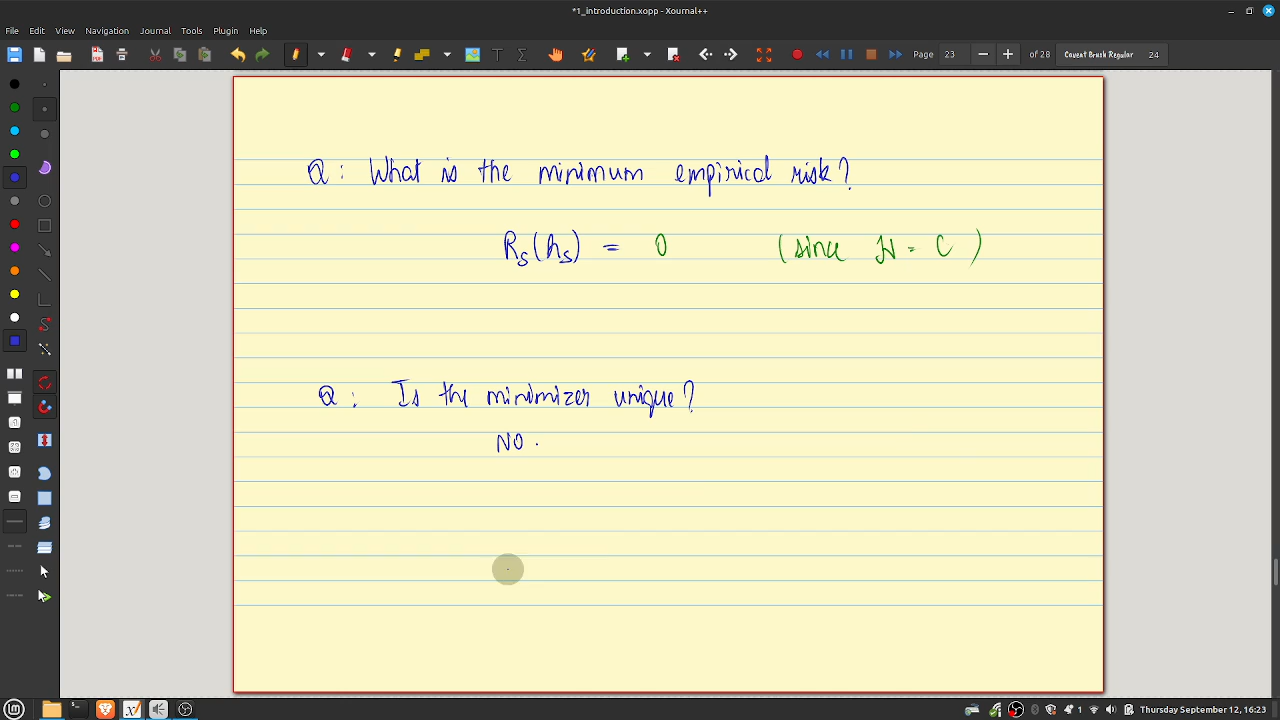 *1_introduction.xopp - Xournal++
File Edit View Navigation Journal Tools Plugin Help
Page 23 of 28 Caveat Brush Regular 24
Q: What is the minimum empirical risk?
R_S(h_S) = 0 (since H = C)
Q: Is the minimizer unique?
NO.
1 Thursday September 12, 16:23